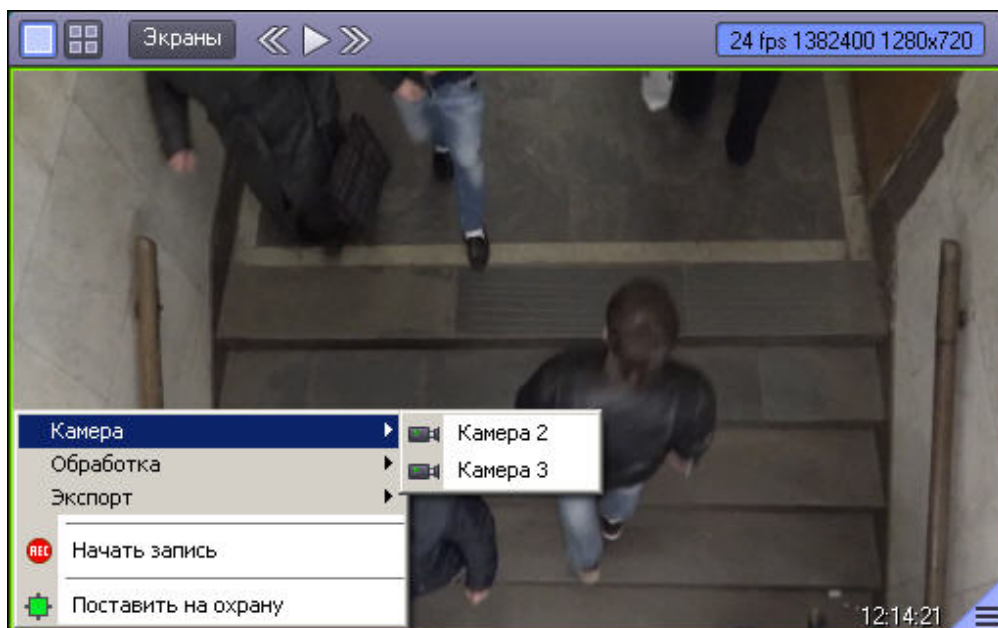 Экраны
24 fps 1382400 1280x720
Камера
Камера 2
Обработка
Камера 3
Экспорт
REC
Начать запись
Поставить на охрану
12:14:21